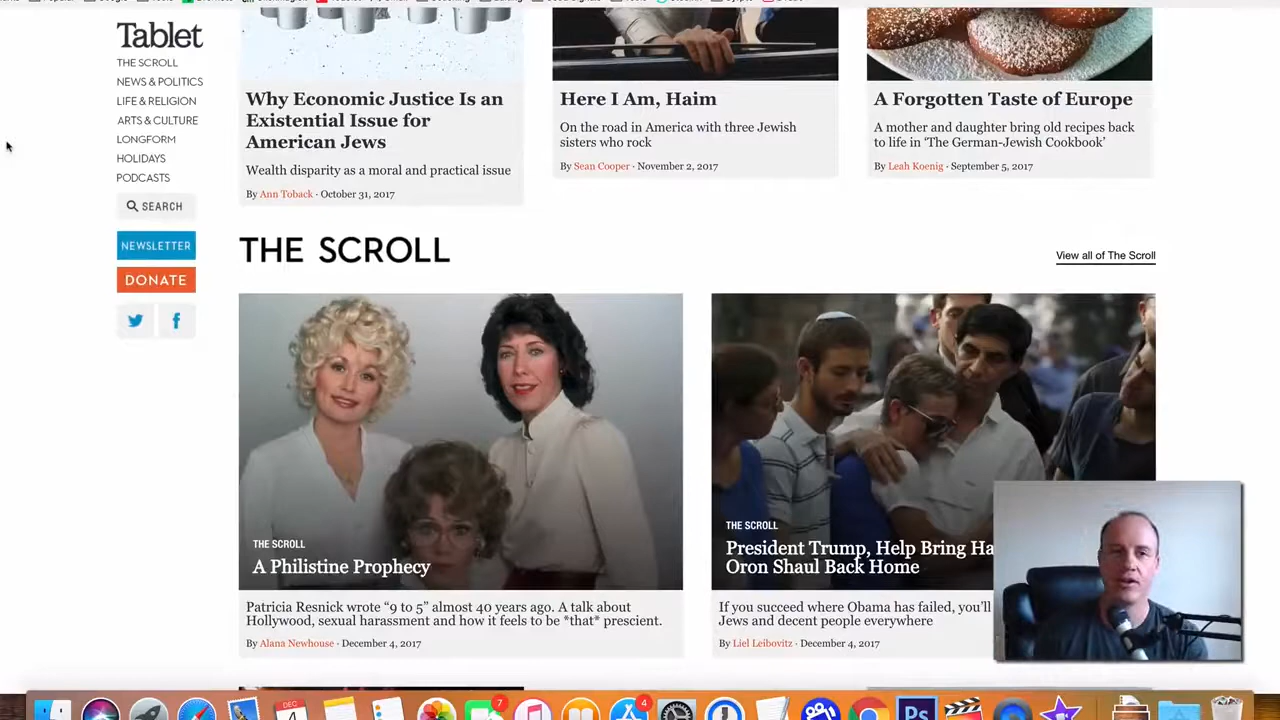 Tablet
THE SCROLL
NEWS & POLITICS
LIFE & RELIGION
ARTS & CULTURE
LONGFORM
HOLIDAYS
PODCASTS
SEARCH
NEWSLETTER
DONATE
Why Economic Justice Is an
Existential Issue for
American Jews
Wealth disparity as a moral and practical issue
By Ann Toback · October 31, 2017
Here I Am, Haim
On the road in America with three Jewish
sisters who rock
By Sean Cooper · November 2, 2017
A Forgotten Taste of Europe
A mother and daughter bring old recipes back
to life in ‘The German-Jewish Cookbook’
By Leah Koenig · September 5, 2017
THE SCROLL
View all of The Scroll
THE SCROLL
A Philistine Prophecy
Patricia Resnick wrote “9 to 5” almost 40 years ago. A talk about
Hollywood, sexual harassment and how it feels to be *that* prescient.
By Alana Newhouse · December 4, 2017
THE SCROLL
President Trump, Help Bring Ha
Oron Shaul Back Home
If you succeed where Obama has failed, you'll
Jews and decent people everywhere
By Liel Leibovitz · December 4, 2017
DEC
7
4
Ps